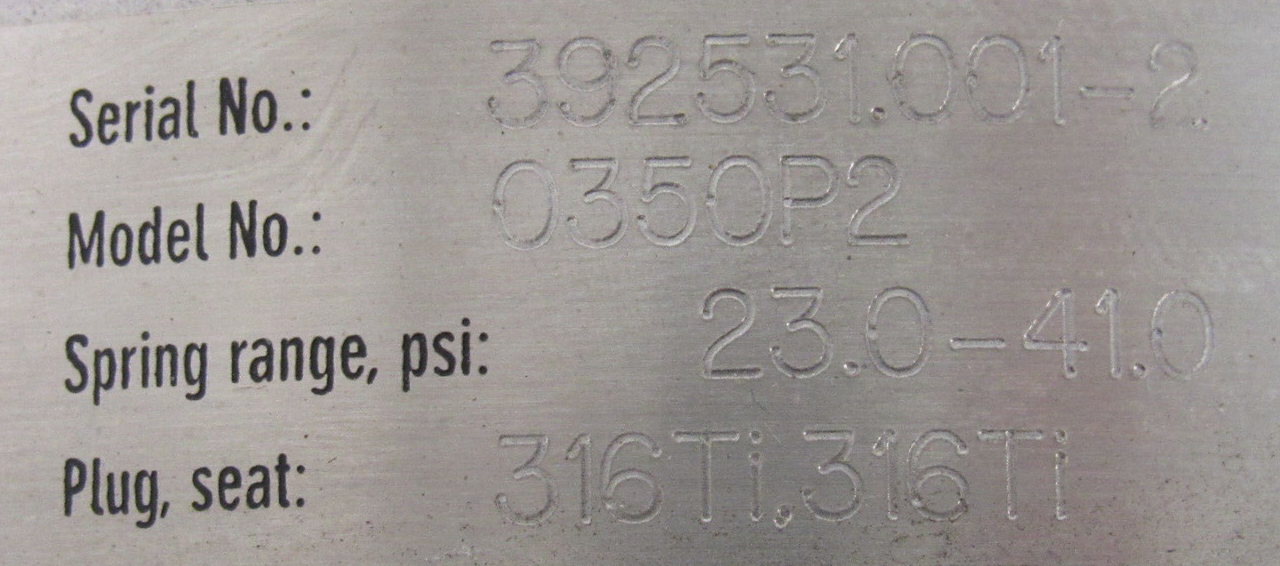 Serial No.: 392531.001-2.
Model No.: 0350P2
Spring range, psi: 23.0-41.0
Plug, seat: 316Ti.316Ti